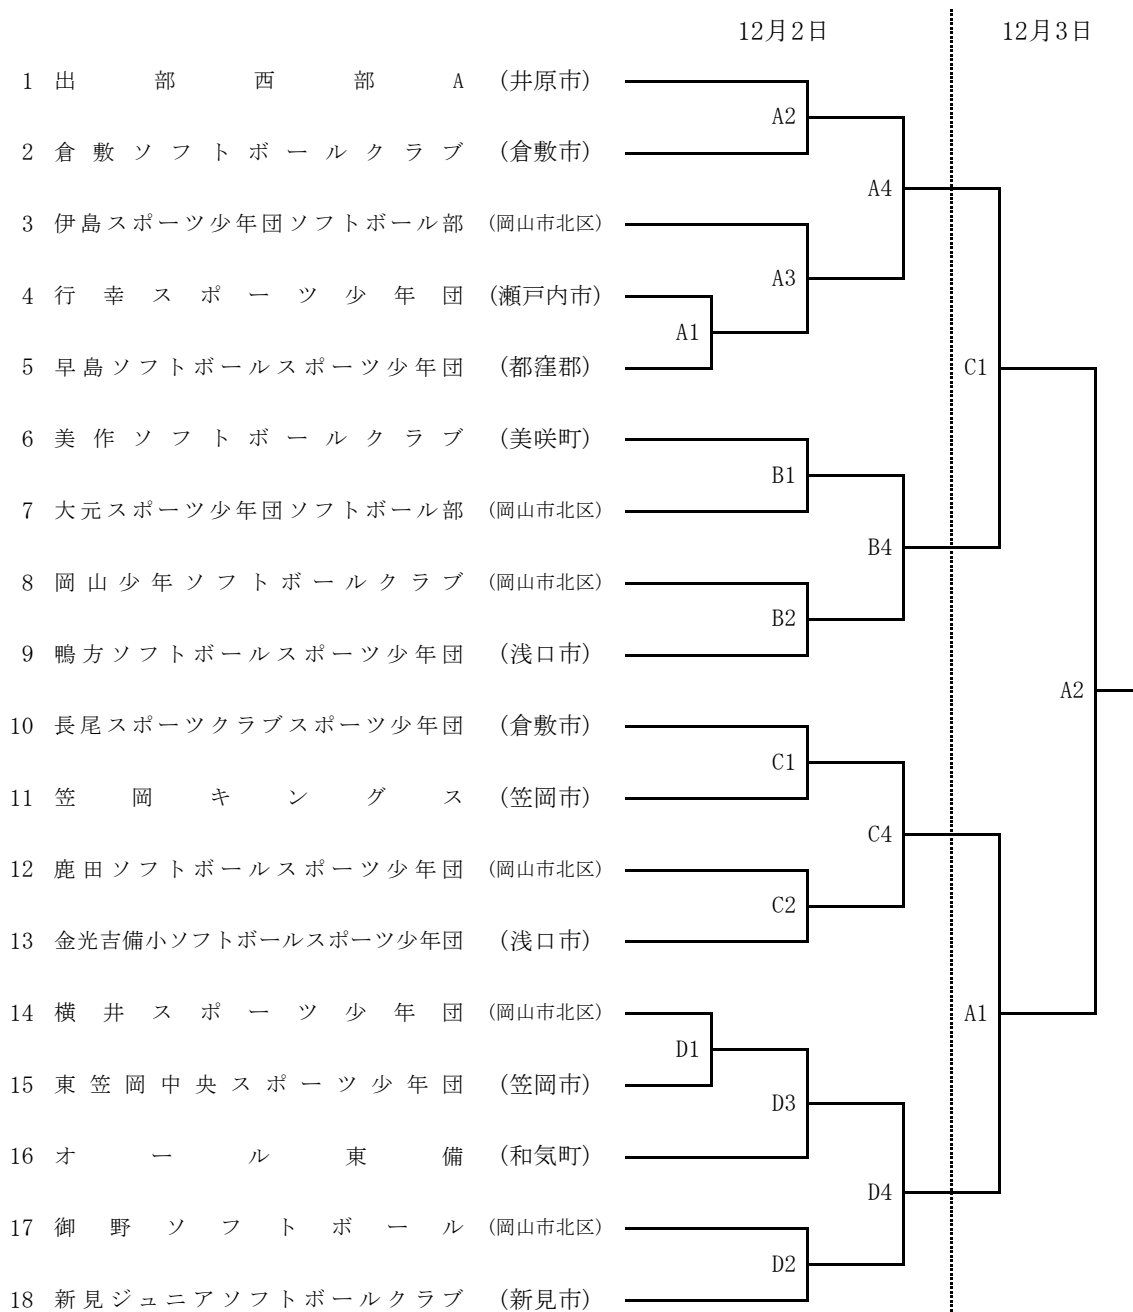 12月2日 12月3日
1 出部西部A (井原市)
A2
2 倉敷ソフトボールクラブ (倉敷市)
A4
3 伊島スポーツ少年団ソフトボール部 (岡山市北区)
A3
4 行幸スポーツ少年団 (瀬戸内市)
A1
5 早島ソフトボールスポーツ少年団 (都窪郡)
C1
6 美作ソフトボールクラブ (美咲町)
B1
7 大元スポーツ少年団ソフトボール部 (岡山市北区)
B4
8 岡山少年ソフトボールクラブ (岡山市北区)
B2
9 鴨方ソフトボールスポーツ少年団 (浅口市)
A2
10 長尾スポーツクラブスポーツ少年団 (倉敷市)
C1
11 笠岡キングス (笠岡市)
C4
12 鹿田ソフトボールスポーツ少年団 (岡山市北区)
C2
13 金光吉備小ソフトボールスポーツ少年団 (浅口市)
14 横井スポーツ少年団 (岡山市北区)
A1
D1
15 東笠岡中央スポーツ少年団 (笠岡市)
D3
16 オール東備 (和気町)
D4
17 御野ソフトボール (岡山市北区)
D2
18 新見ジュニアソフトボールクラブ (新見市)